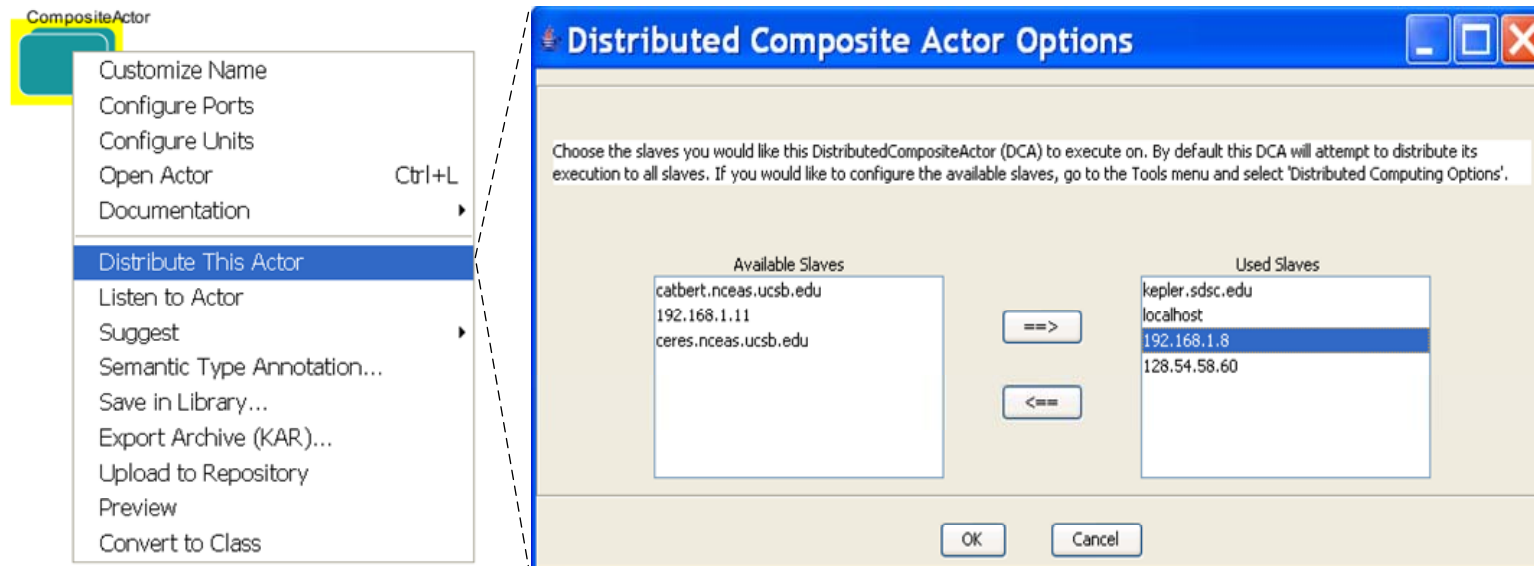 CompositeActor
Customize Name
Configure Ports
Configure Units
Open Actor Ctrl+L
Documentation
Distribute This Actor
Listen to Actor
Suggest
Semantic Type Annotation...
Save in Library...
Export Archive (KAR)...
Upload to Repository
Preview
Convert to Class
Distributed Composite Actor Options
Choose the slaves you would like this DistributedCompositeActor (DCA) to execute on. By default this DCA will attempt to distribute its
execution to all slaves. If you would like to configure the available slaves, go to the Tools menu and select 'Distributed Computing Options'.
Available Slaves
catbert.nceas.ucsb.edu
192.168.1.11
ceres.nceas.ucsb.edu
==>
<==
Used Slaves
kepler.sdsc.edu
localhost
192.168.1.8
128.54.58.60
OK
Cancel